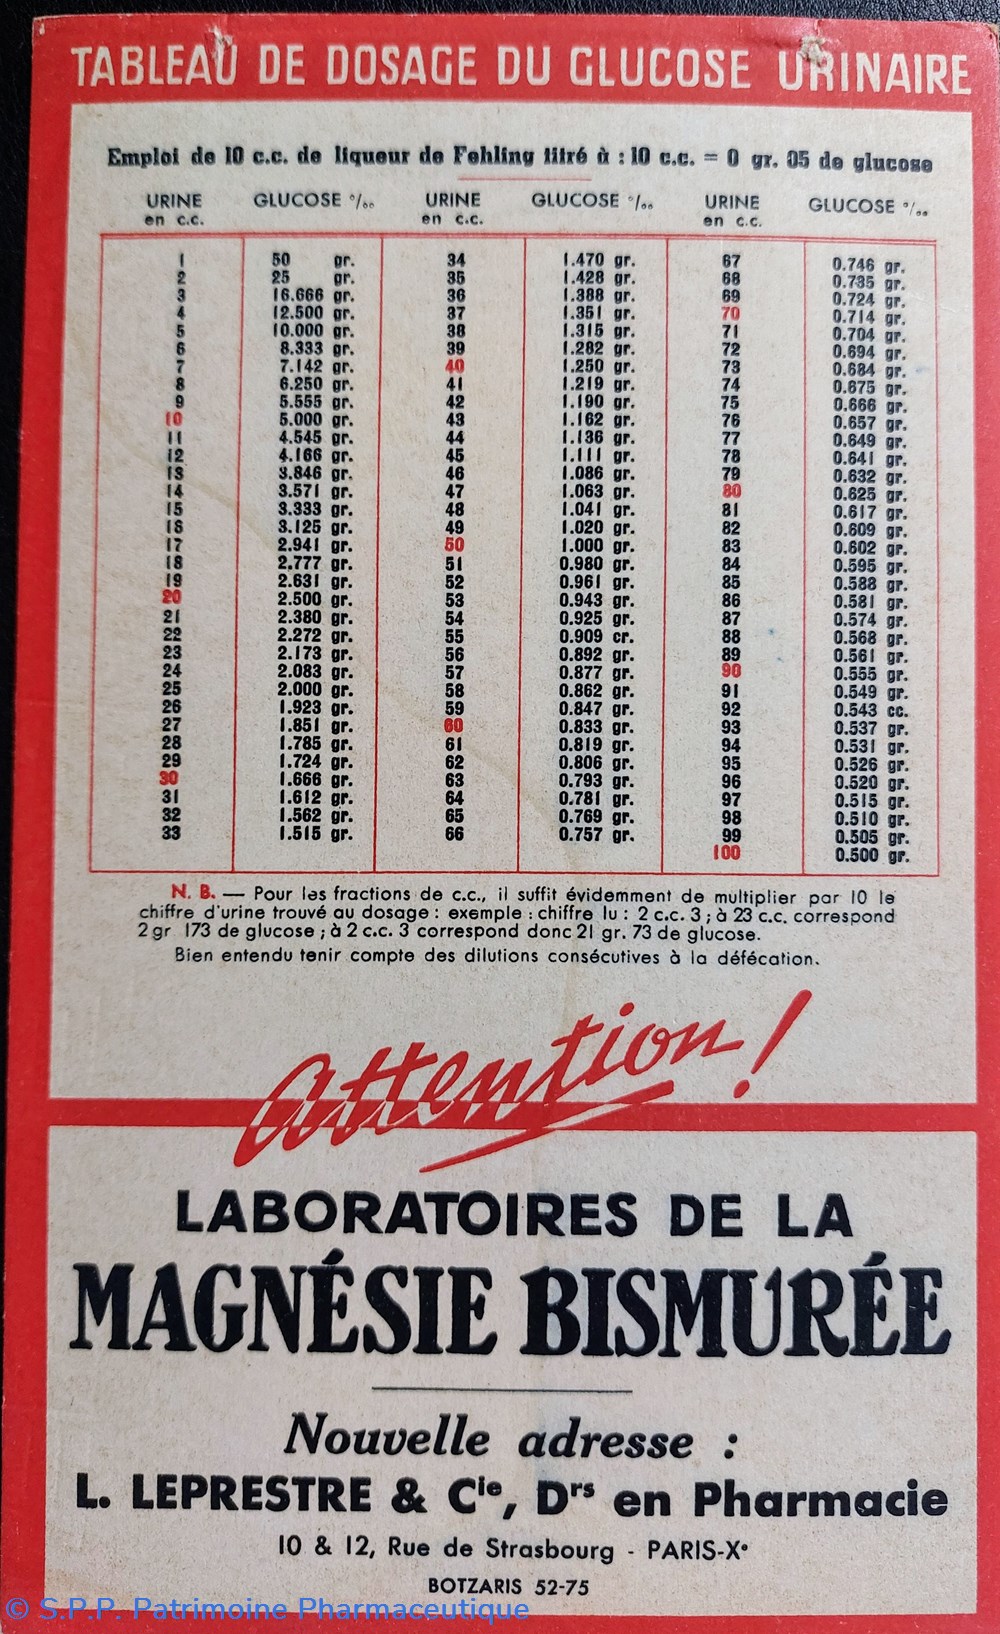 TABLEAU DE DOSAGE DU GLUCOSE URINAIRE
Emploi de 10 c.c. de liqueur de Fehling titré à : 10 c.c. = 0 gr. 05 de glucose
URINE en c.c. GLUCOSE °/₀₀ URINE en c.c. GLUCOSE °/₀₀ URINE en c.c. GLUCOSE °/₀₀
1 50 gr. 34 1.470 gr. 67 0.746 gr.
2 25 gr. 35 1.428 gr. 68 0.735 gr.
3 16.666 gr. 36 1.388 gr. 69 0.724 gr.
4 12.500 gr. 37 1.351 gr. 70 0.714 gr.
5 10.000 gr. 38 1.315 gr. 71 0.704 gr.
6 8.333 gr. 39 1.282 gr. 72 0.694 gr.
7 7.142 gr. 40 1.250 gr. 73 0.684 gr.
8 6.250 gr. 41 1.219 gr. 74 0.675 gr.
9 5.555 gr. 42 1.190 gr. 75 0.666 gr.
10 5.000 gr. 43 1.162 gr. 76 0.657 gr.
11 4.545 gr. 44 1.136 gr. 77 0.649 gr.
12 4.166 gr. 45 1.111 gr. 78 0.641 gr.
13 3.846 gr. 46 1.086 gr. 79 0.632 gr.
14 3.571 gr. 47 1.063 gr. 80 0.625 gr.
15 3.333 gr. 48 1.041 gr. 81 0.617 gr.
16 3.125 gr. 49 1.020 gr. 82 0.609 gr.
17 2.941 gr. 50 1.000 gr. 83 0.602 gr.
18 2.777 gr. 51 0.980 gr. 84 0.595 gr.
19 2.631 gr. 52 0.961 gr. 85 0.588 gr.
20 2.500 gr. 53 0.943 gr. 86 0.581 gr.
21 2.380 gr. 54 0.925 gr. 87 0.574 gr.
22 2.272 gr. 55 0.909 cr. 88 0.568 gr.
23 2.173 gr. 56 0.892 gr. 89 0.561 gr.
24 2.083 gr. 57 0.877 gr. 90 0.555 gr.
25 2.000 gr. 58 0.862 gr. 91 0.549 gr.
26 1.923 gr. 59 0.847 gr. 92 0.543 cc.
27 1.851 gr. 60 0.833 gr. 93 0.537 gr.
28 1.785 gr. 61 0.819 gr. 94 0.531 gr.
29 1.724 gr. 62 0.806 gr. 95 0.526 gr.
30 1.666 gr. 63 0.793 gr. 96 0.520 gr.
31 1.612 gr. 64 0.781 gr. 97 0.515 gr.
32 1.562 gr. 65 0.769 gr. 98 0.510 gr.
33 1.515 gr. 66 0.757 gr. 99 0.505 gr.
100 0.500 gr.
N. B. — Pour les fractions de c.c., il suffit évidemment de multiplier par 10 le
chiffre d'urine trouvé au dosage : exemple : chiffre lu : 2 c.c. 3 ; à 23 c.c. correspond
2 gr 173 de glucose ; à 2 c.c. 3 correspond donc 21 gr. 73 de glucose.
Bien entendu tenir compte des dilutions consécutives à la défécation.
Attention !
LABORATOIRES DE LA
MAGNÉSIE BISMURÉE
Nouvelle adresse :
L. LEPRESTRE & Cie, Drs en Pharmacie
10 & 12, Rue de Strasbourg - PARIS-Xe
BOTZARIS 52-75
© S.P.P. Patrimoine Pharmaceutique